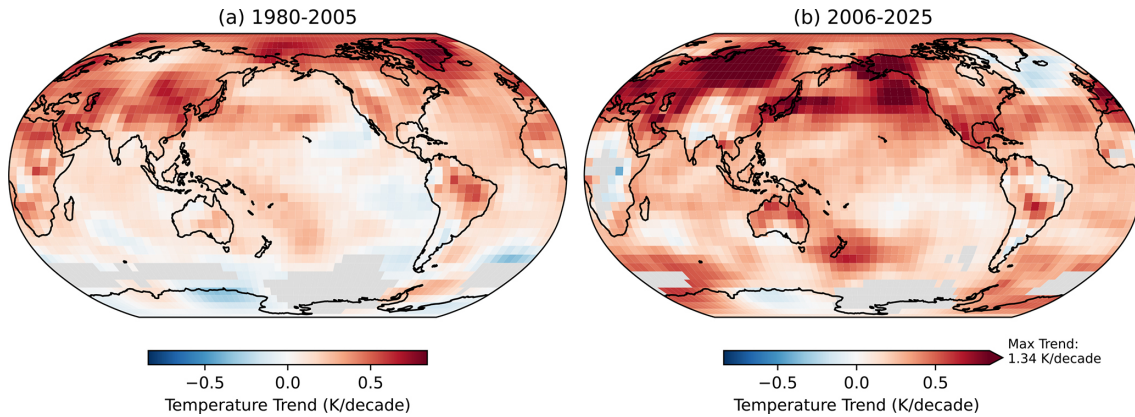 (a) 1980-2005
(b) 2006-2025
−0.5 0.0 0.5
Temperature Trend (K/decade)
−0.5 0.0 0.5
Temperature Trend (K/decade)
Max Trend:
1.34 K/decade